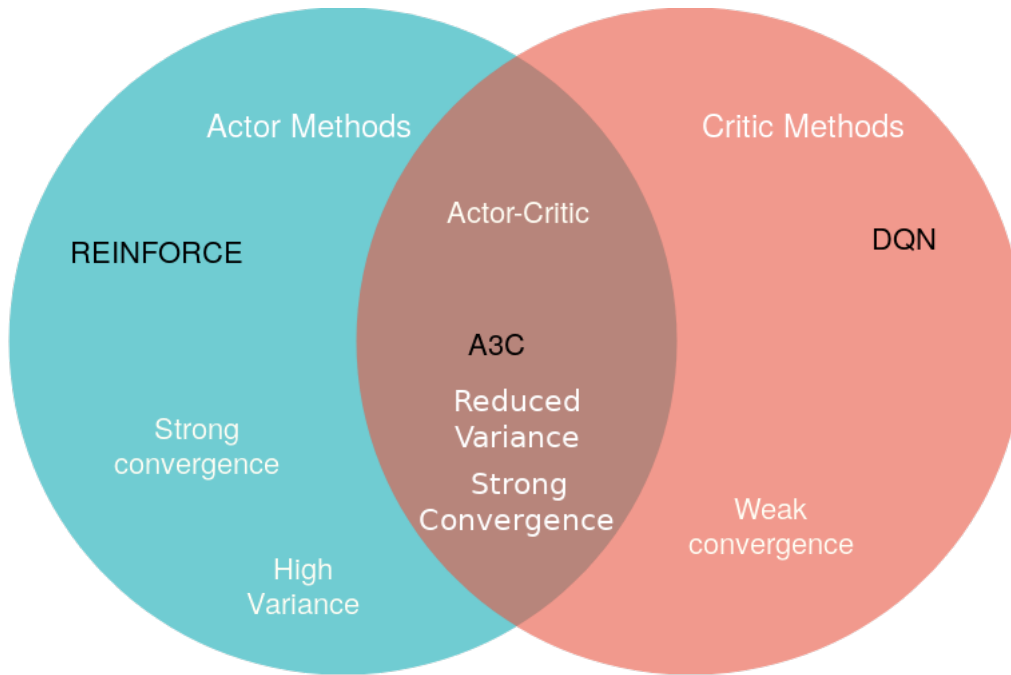 Actor Methods
Critic Methods
Actor-Critic
REINFORCE
DQN
A3C
Reduced
Variance
Strong
convergence
Strong
Convergence
Weak
convergence
High
Variance